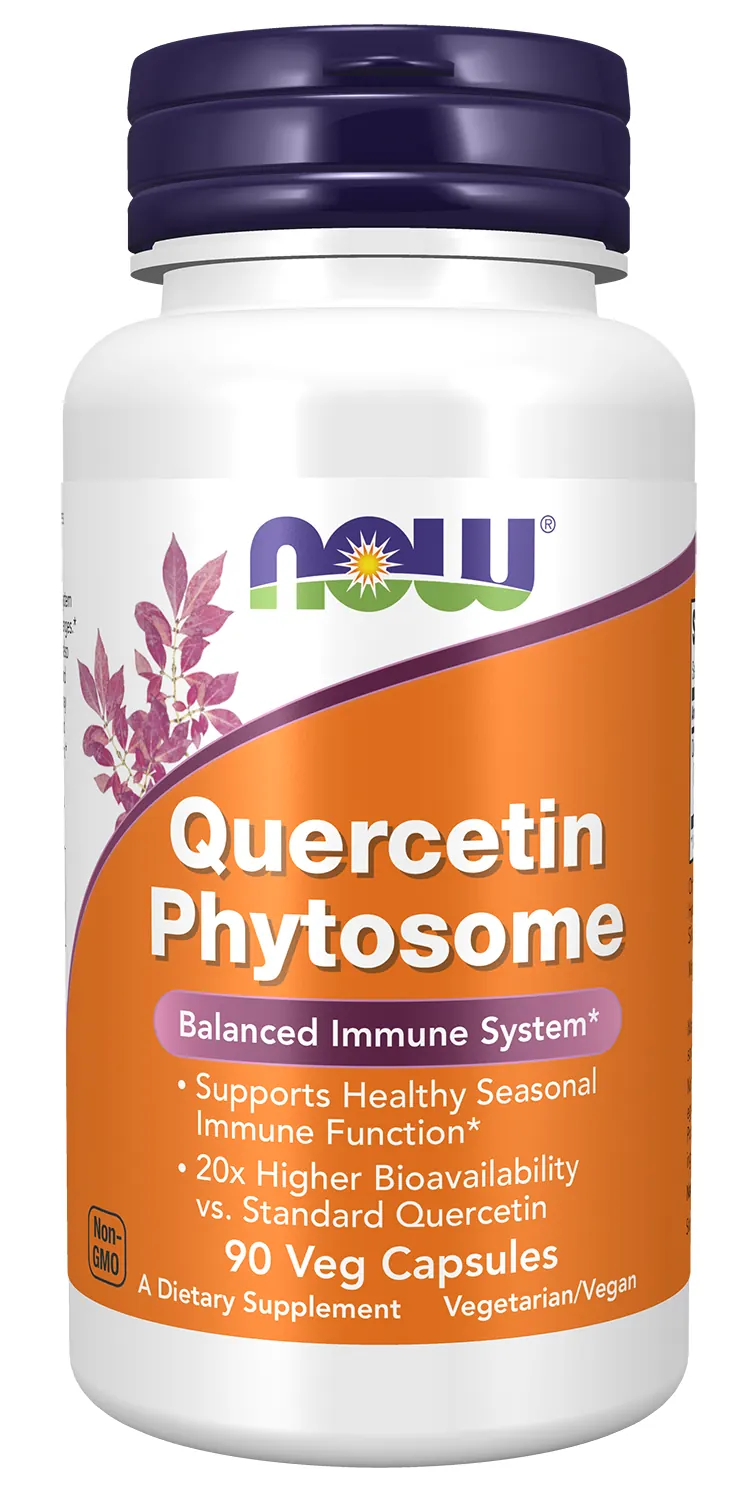 now®
Quercetin
Phytosome
Balanced Immune System*
• Supports Healthy Seasonal
Immune Function*
• 20x Higher Bioavailability
vs. Standard Quercetin
90 Veg Capsules
Non-
GMO
A Dietary Supplement
Vegetarian/Vegan